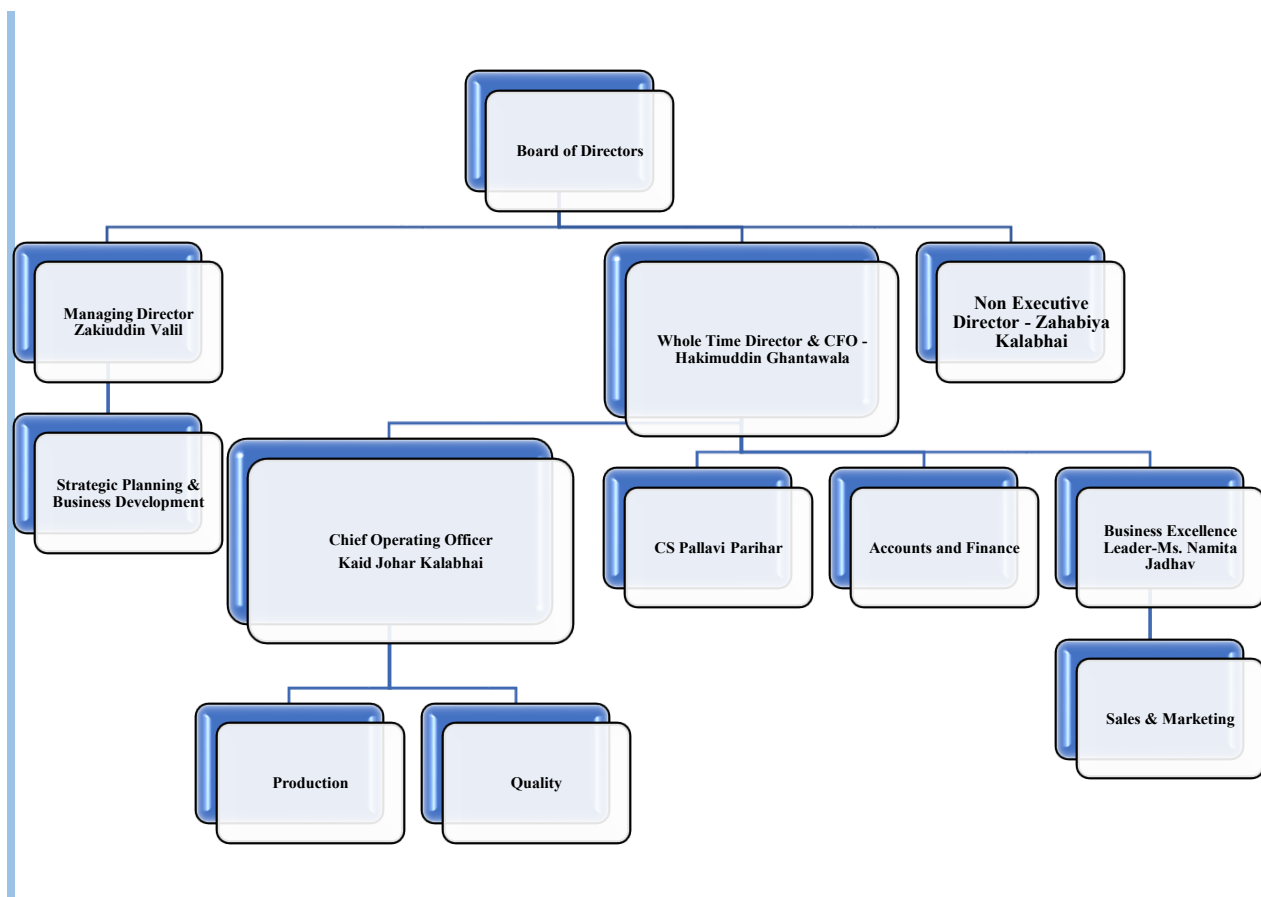 Board of Directors
Managing Director
Zakiuddin Valil
Whole Time Director & CFO -
Hakimuddin Ghantawala
Non Executive
Director - Zahabiya
Kalabhai
Strategic Planning &
Business Development
Chief Operating Officer
Kaid Johar Kalabhai
CS Pallavi Parihar
Accounts and Finance
Business Excellence
Leader-Ms. Namita
Jadhav
Production
Quality
Sales & Marketing